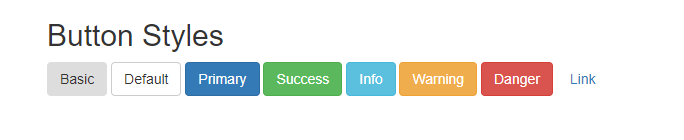 Button Styles
Basic Default Primary Success Info Warning Danger Link